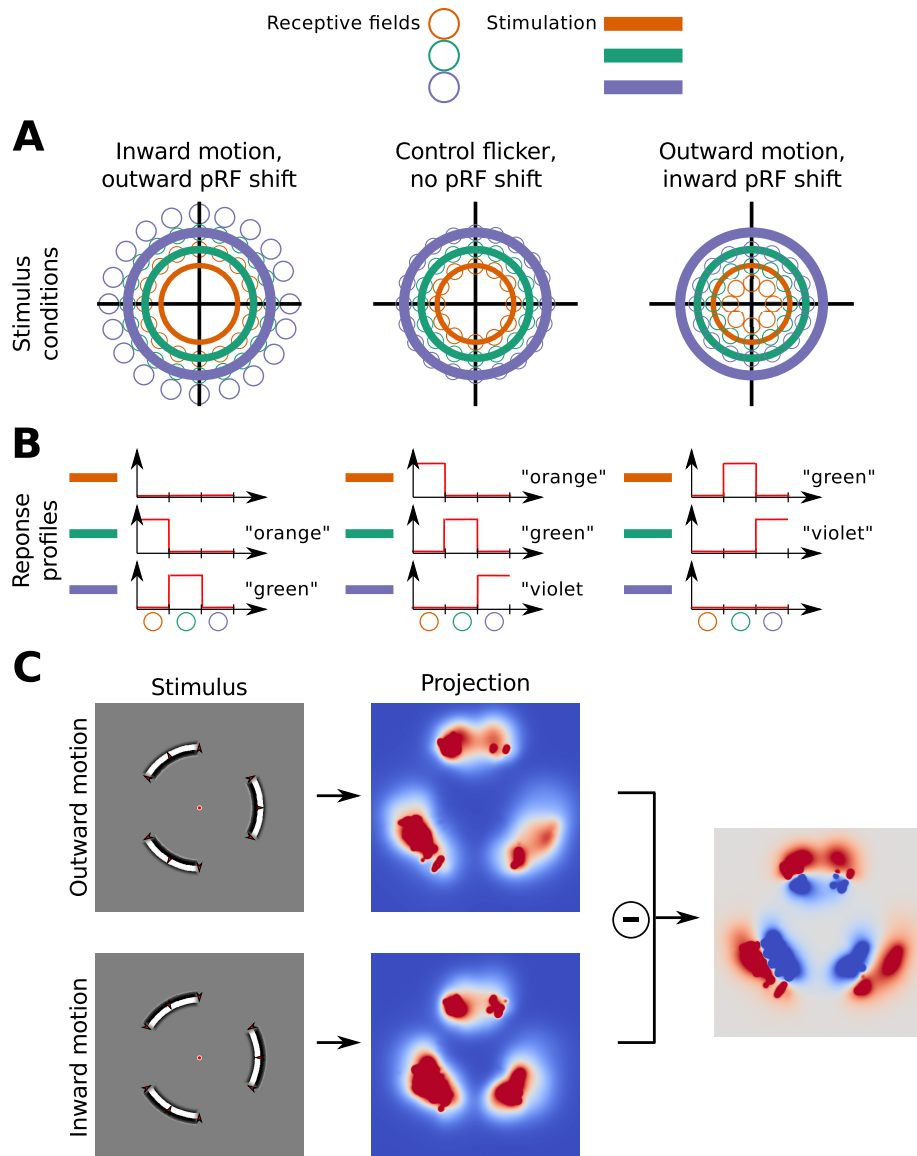 Receptive fields
Stimulation
A
Inward motion,
outward pRF shift
Control flicker,
no pRF shift
Outward motion,
inward pRF shift
Stimulus
conditions
B
Reponse
profiles
"orange"
"green"
"orange"
"green"
"violet
"green"
"violet"
C
Stimulus
Projection
Outward motion
Inward motion